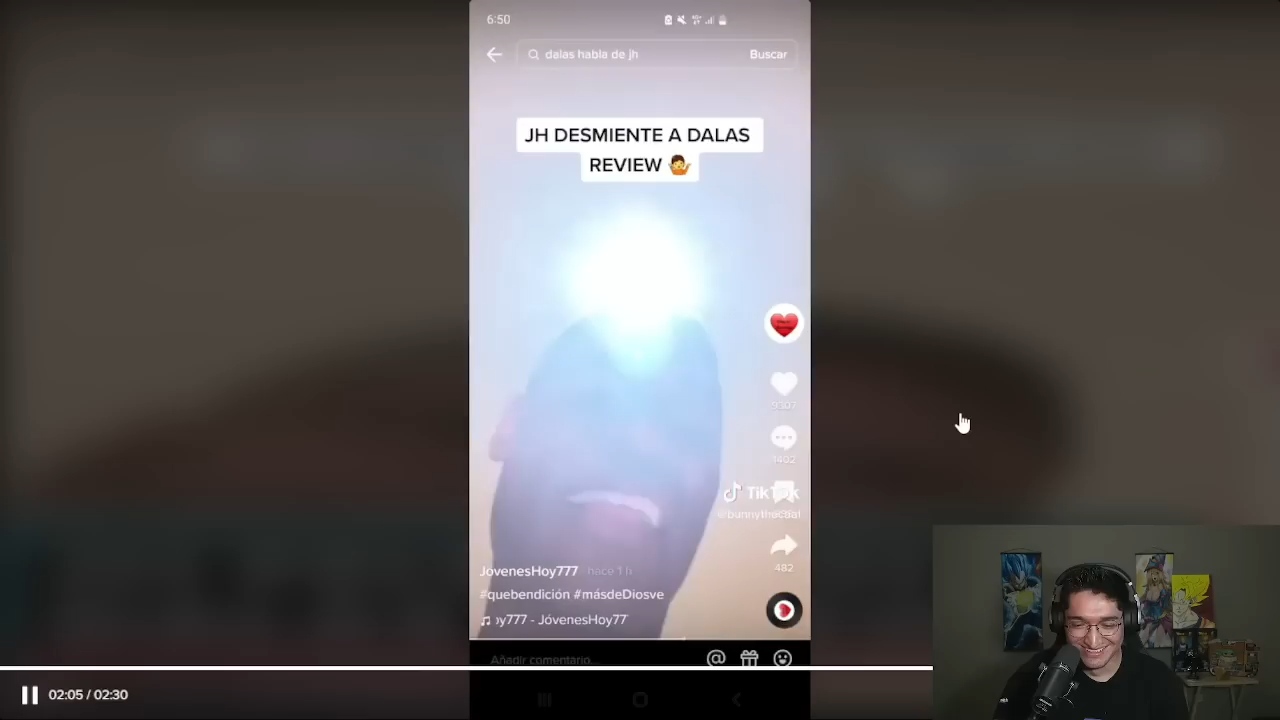 6:50
dalas habla de jh
Buscar
JH DESMIENTE A DALAS
REVIEW
9307
1402
TikTok
@bunnythecoal
482
JovenesHoy777 · hace 1 h
#quebendición #másdeDiosve
oy777 - JóvenesHoy77
Añadir comentario...
02:05 / 02:30